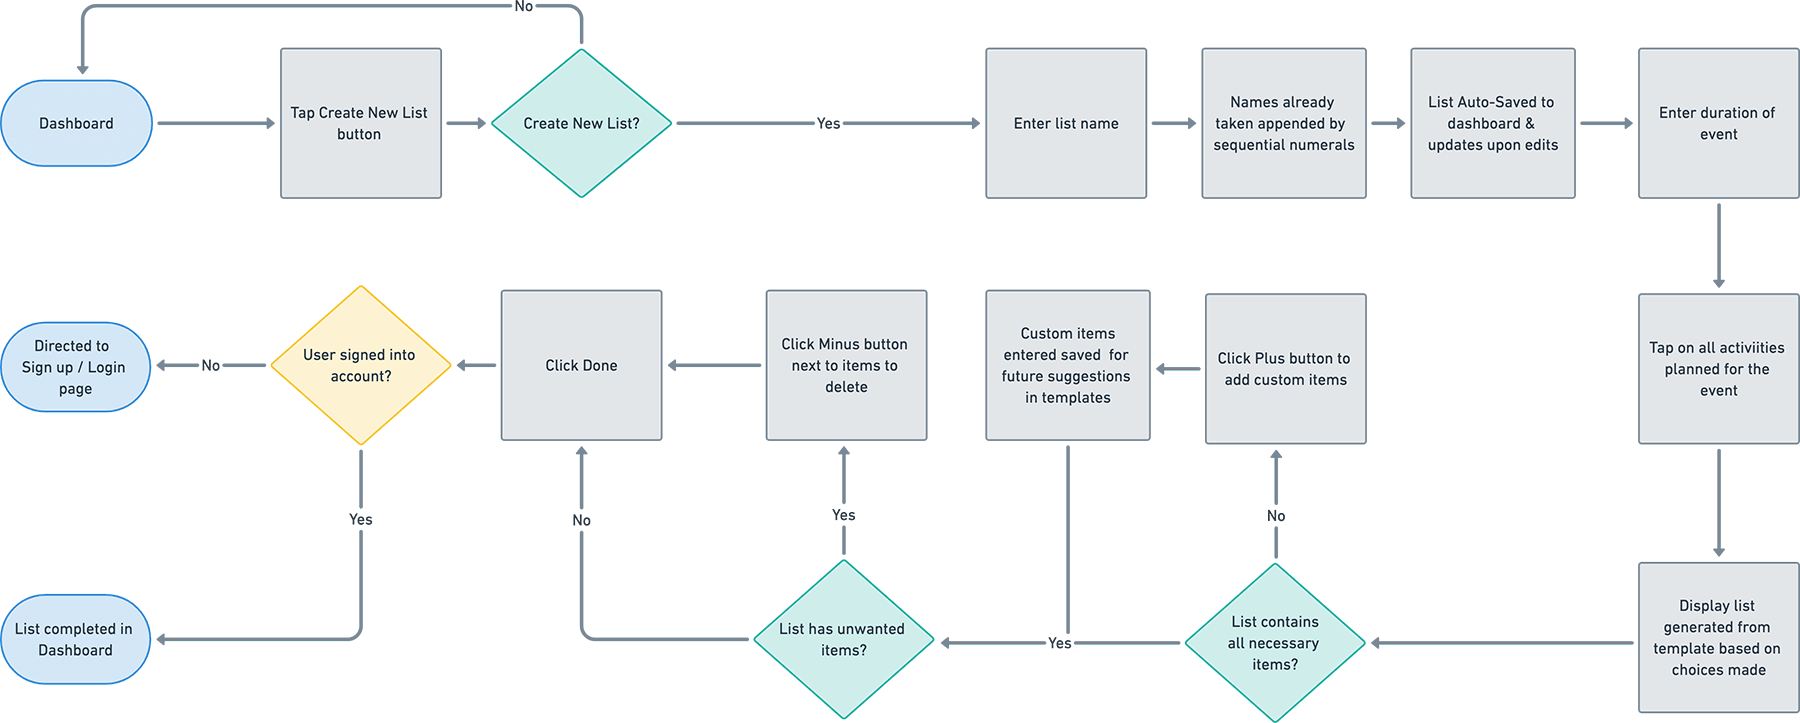 No
Dashboard
Tap Create New List
button
Create New List?
Yes
Enter list name
Names already
taken appended by
sequential numerals
List Auto-Saved to
dashboard &
updates upon edits
Enter duration of
event
Tap on all activiities
planned for the
event
Display list
generated from
template based on
choices made
List contains
all necessary
items?
No
Click Plus button to
add custom items
Custom items
entered saved for
future suggestions
in templates
Yes
List has unwanted
items?
Yes
Click Minus button
next to items to
delete
No
Click Done
User signed into
account?
No
Directed to
Sign up / Login
page
Yes
List completed in
Dashboard